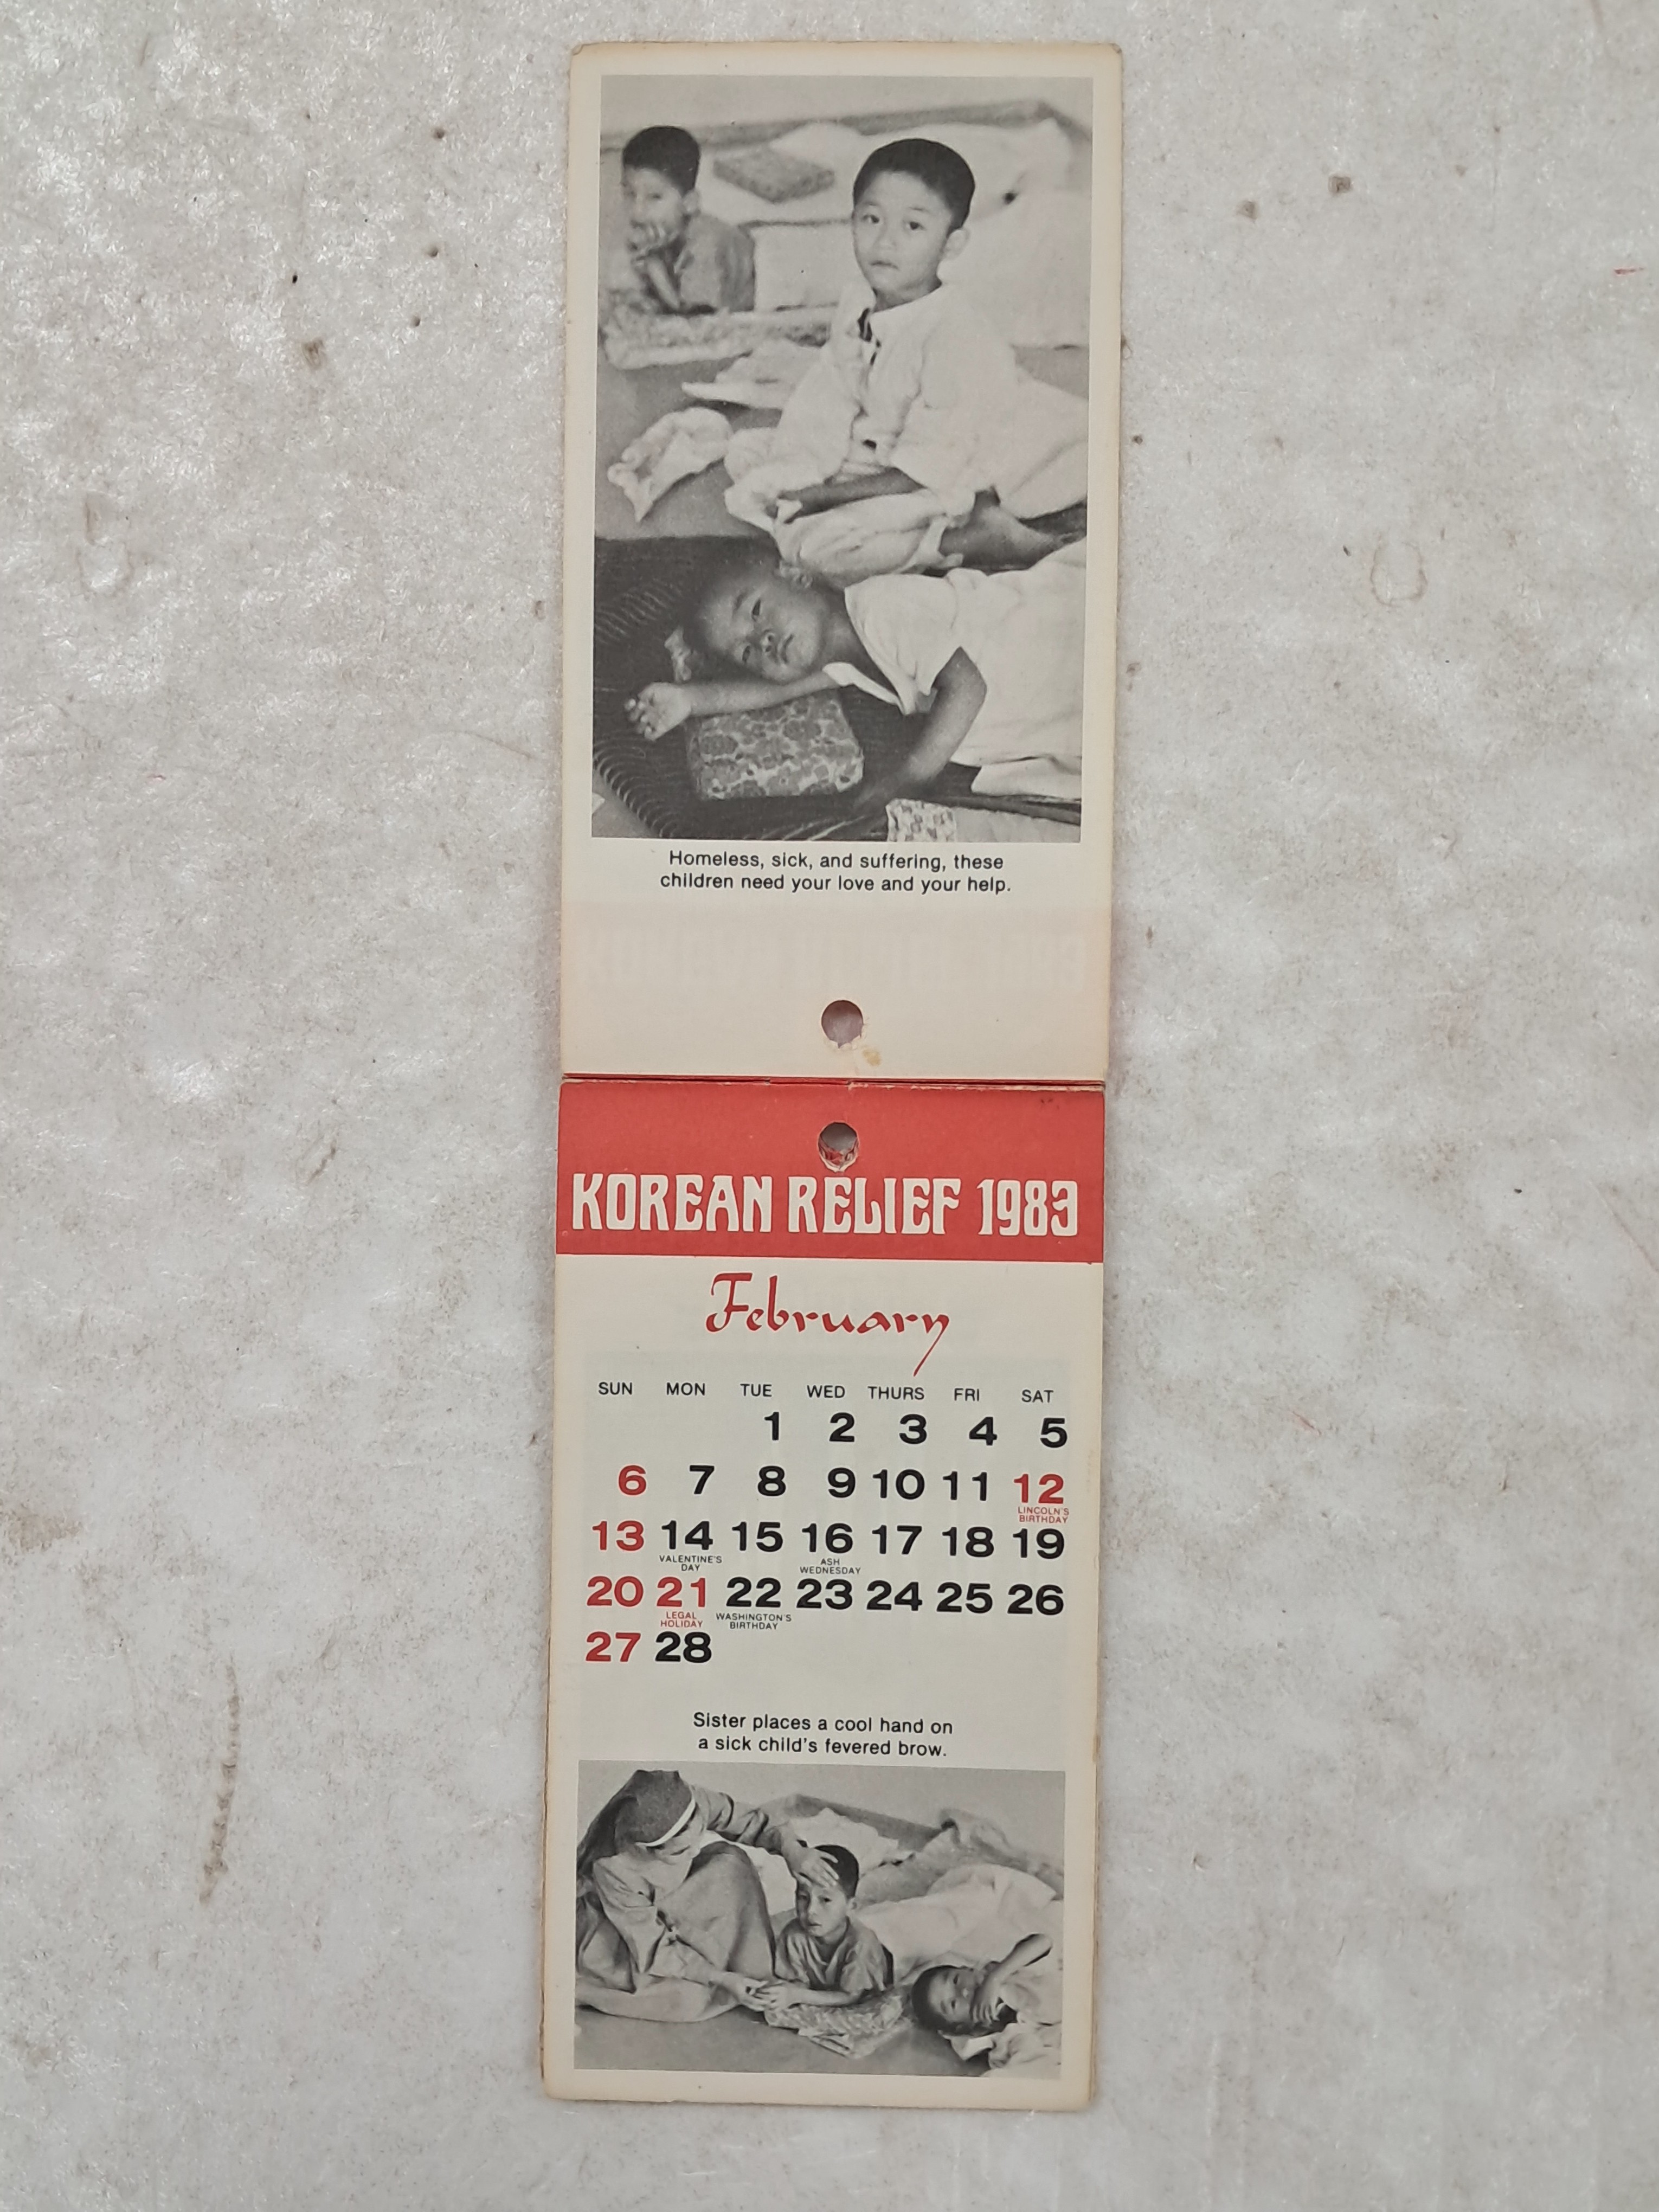 Homeless, sick, and suffering, these
children need your love and your help.
KOREAN RELIEF 1983
February
SUN MON TUE WED THURS FRI SAT
1 2 3 4 5
6 7 8 9 10 11 12
LINCOLN'S
BIRTHDAY
13 14 15 16 17 18 19
VALENTINE'S
DAY
ASH
WEDNESDAY
20 21 22 23 24 25 26
LEGAL
HOLIDAY
WASHINGTON'S
BIRTHDAY
27 28
Sister places a cool hand on
a sick child's fevered brow.